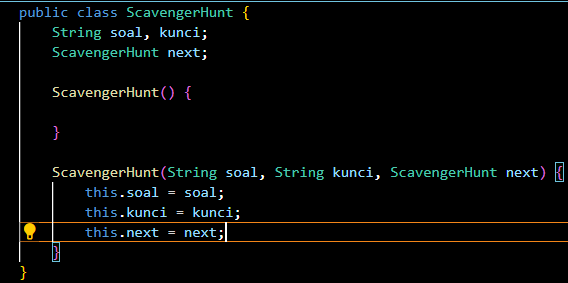 public class ScavengerHunt {
String soal, kunci;
ScavengerHunt next;
ScavengerHunt() {
}
ScavengerHunt(String soal, String kunci, ScavengerHunt next) {
this.soal = soal;
this.kunci = kunci;
this.next = next;
}
}